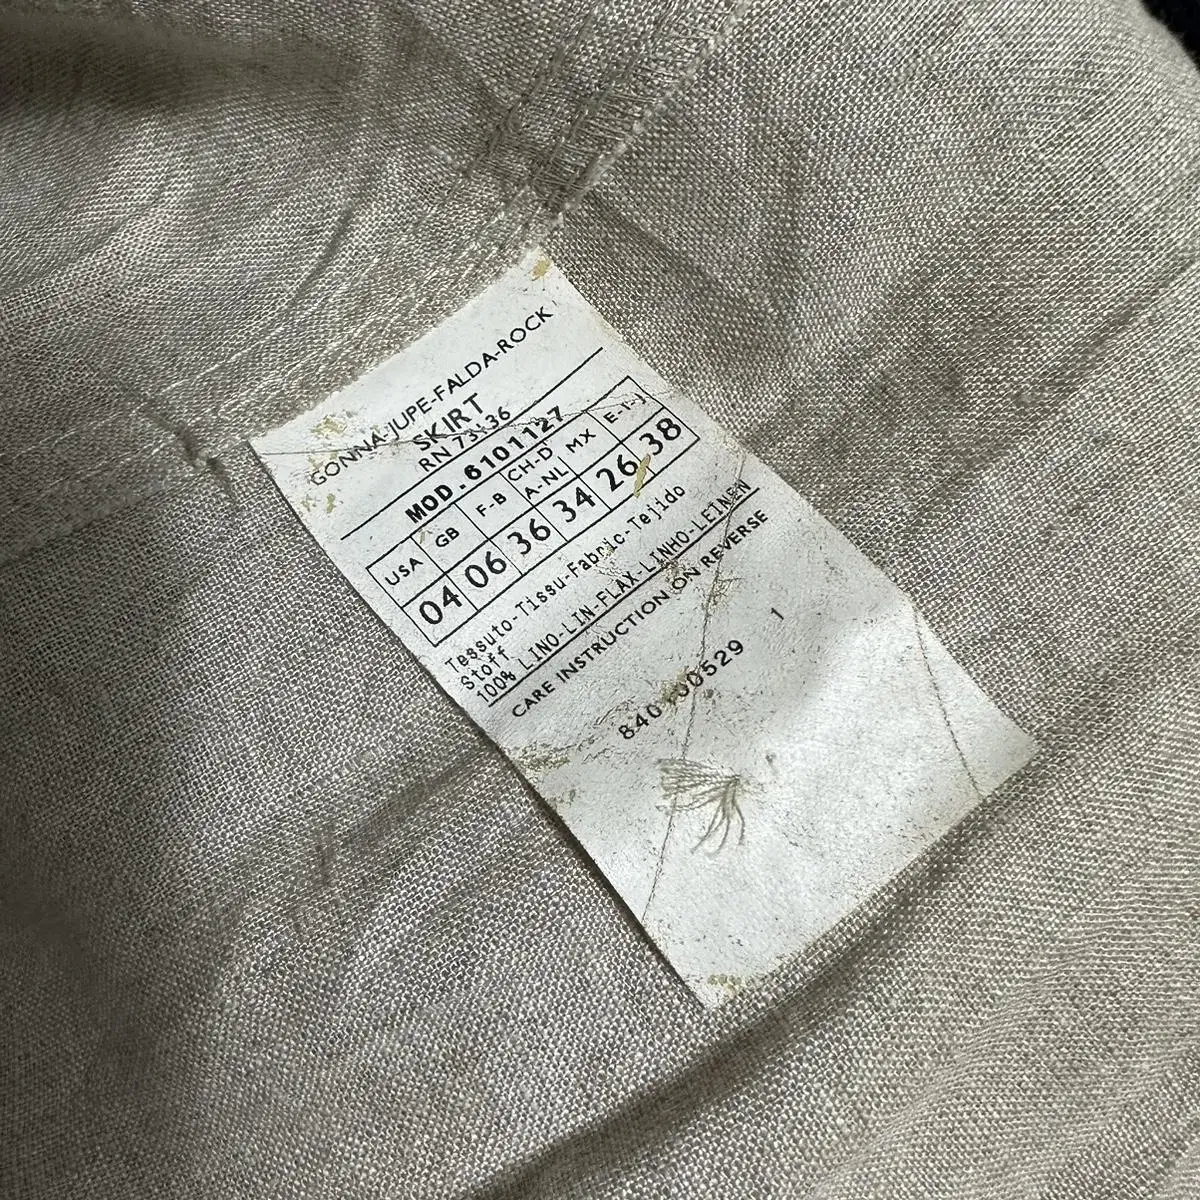 GONNA-JUPE-FALDA-ROCK
SKIRT
RN
MOD. 6101127
USA GB F-B CH-D A-NL MX E-I-J
04 06 36 34 26 38
Tessuto-Tissu-Fabric-Tejido
Stoff
100% LINO-LIN-FLAX-LINHO-LEINEN
CARE INSTRUCTION ON REVERSE
1